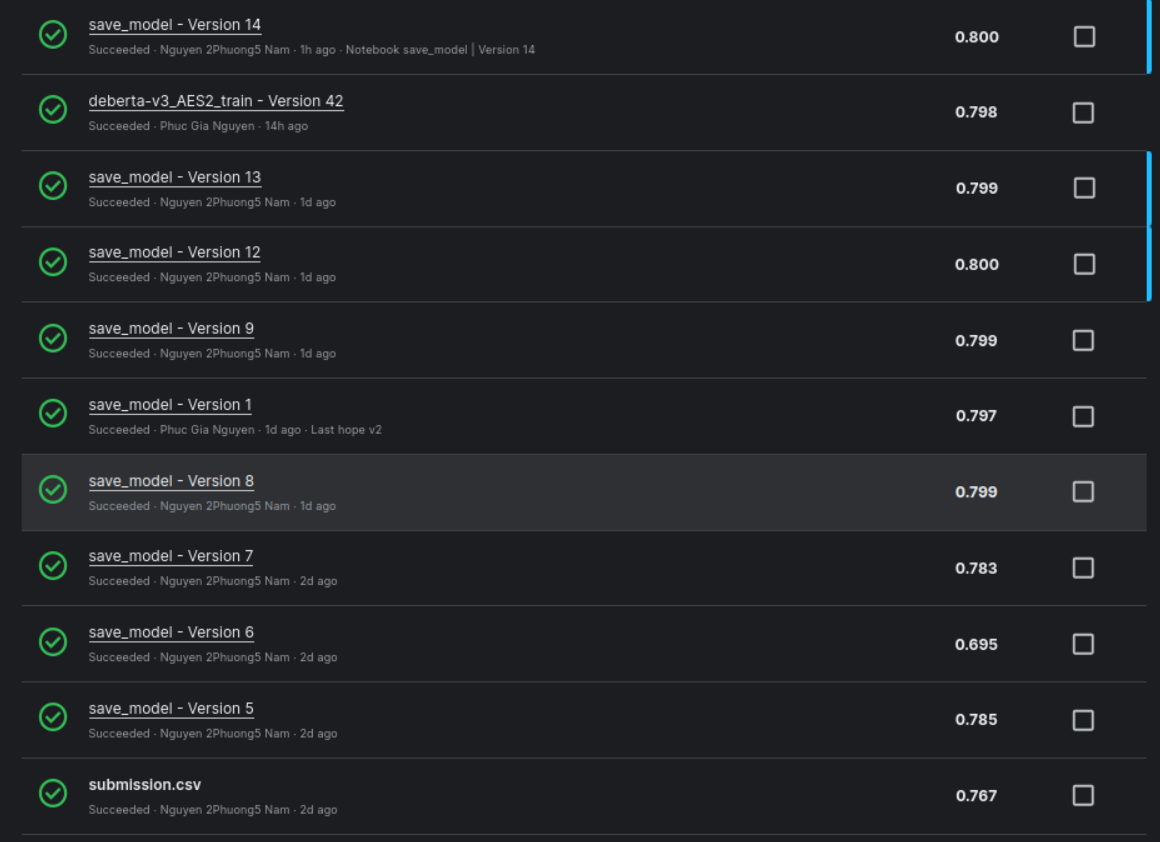 save_model - Version 14
0.800
Succeeded · Nguyen 2Phuong5 Nam · 1h ago · Notebook save_model | Version 14
deberta-v3_AES2_train - Version 42
0.798
Succeeded · Phuc Gia Nguyen · 14h ago
save_model - Version 13
0.799
Succeeded · Nguyen 2Phuong5 Nam · 1d ago
save_model - Version 12
0.800
Succeeded · Nguyen 2Phuong5 Nam · 1d ago
save_model - Version 9
0.799
Succeeded · Nguyen 2Phuong5 Nam · 1d ago
save_model - Version 1
0.797
Succeeded · Phuc Gia Nguyen · 1d ago · Last hope v2
save_model - Version 8
0.799
Succeeded · Nguyen 2Phuong5 Nam · 1d ago
save_model - Version 7
0.783
Succeeded · Nguyen 2Phuong5 Nam · 2d ago
save_model - Version 6
0.695
Succeeded · Nguyen 2Phuong5 Nam · 2d ago
save_model - Version 5
0.785
Succeeded · Nguyen 2Phuong5 Nam · 2d ago
submission.csv
0.767
Succeeded · Nguyen 2Phuong5 Nam · 2d ago